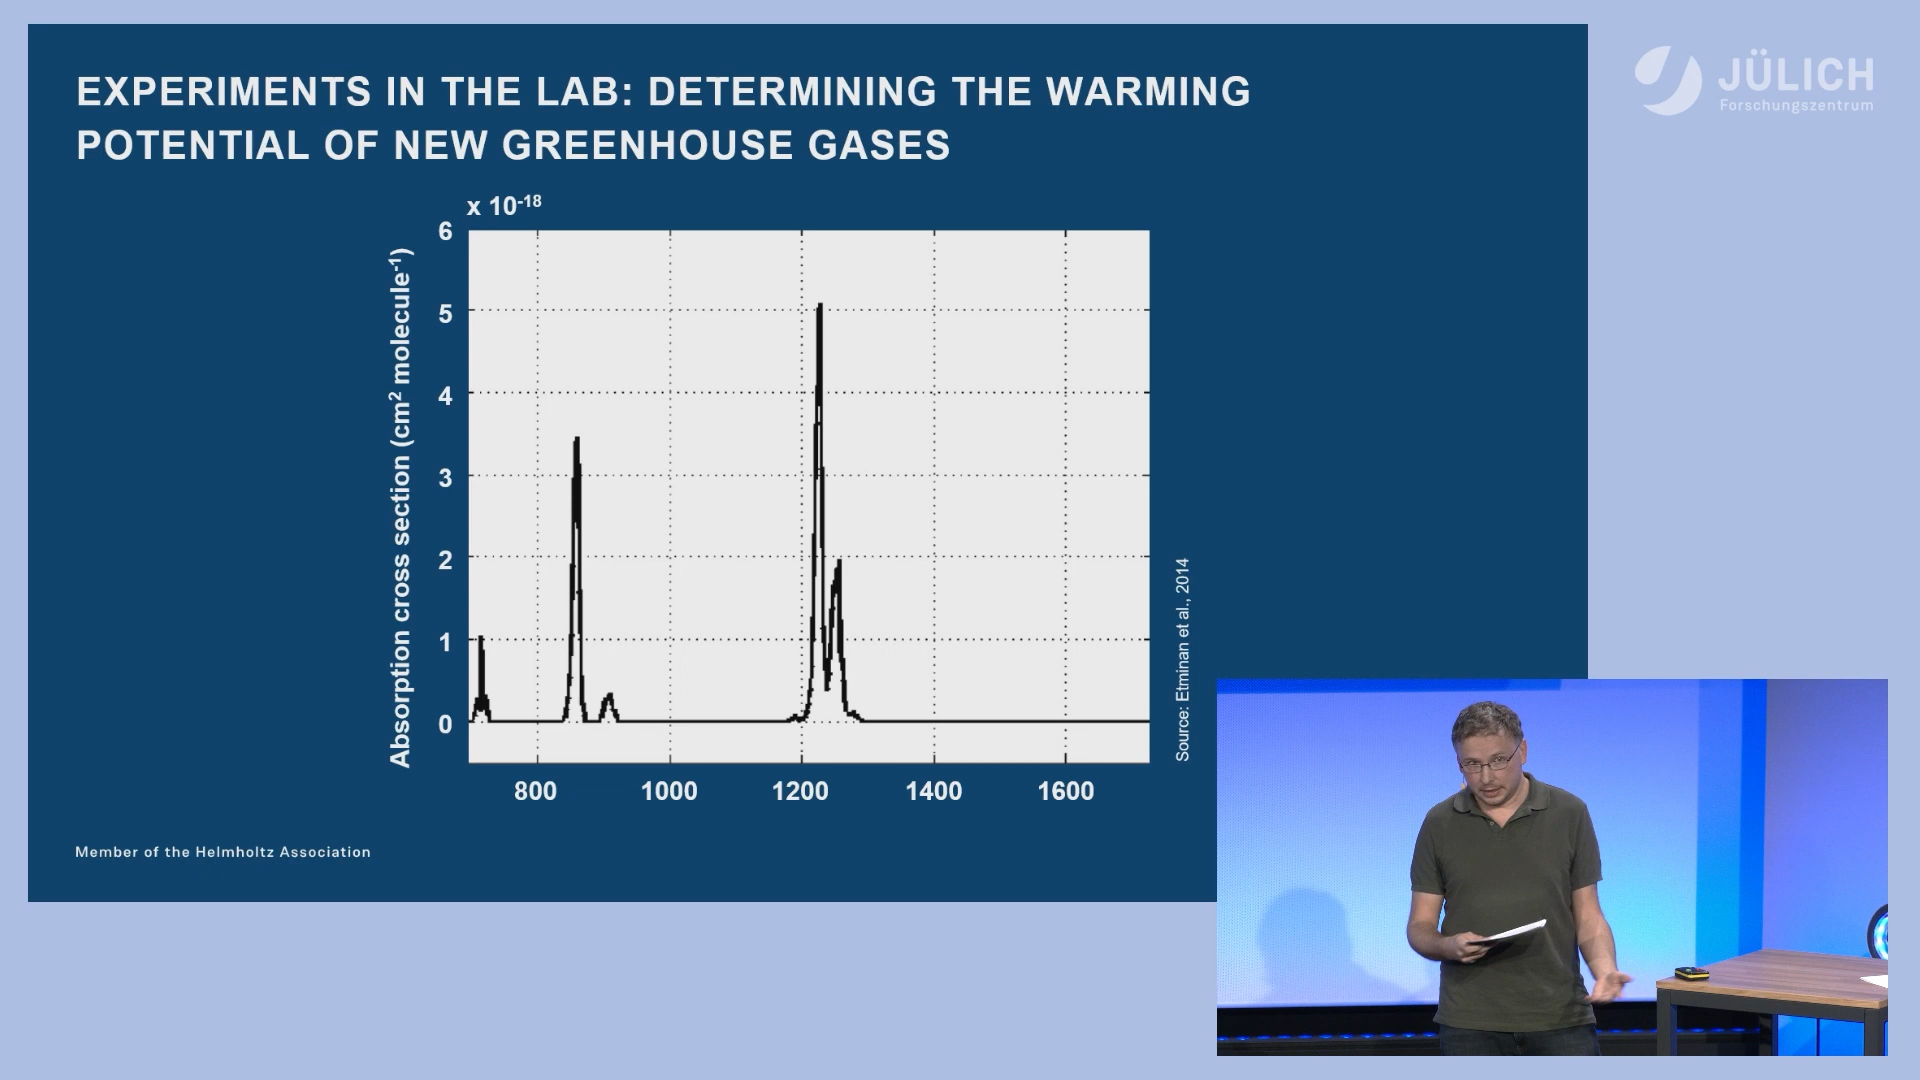 EXPERIMENTS IN THE LAB: DETERMINING THE WARMING
POTENTIAL OF NEW GREENHOUSE GASES
JÜLICH
Forschungszentrum
x 10⁻¹⁸
Absorption cross section (cm² molecule⁻¹)
6
5
4
3
2
1
0
800 1000 1200 1400 1600
Source: Etminan et al., 2014
Member of the Helmholtz Association